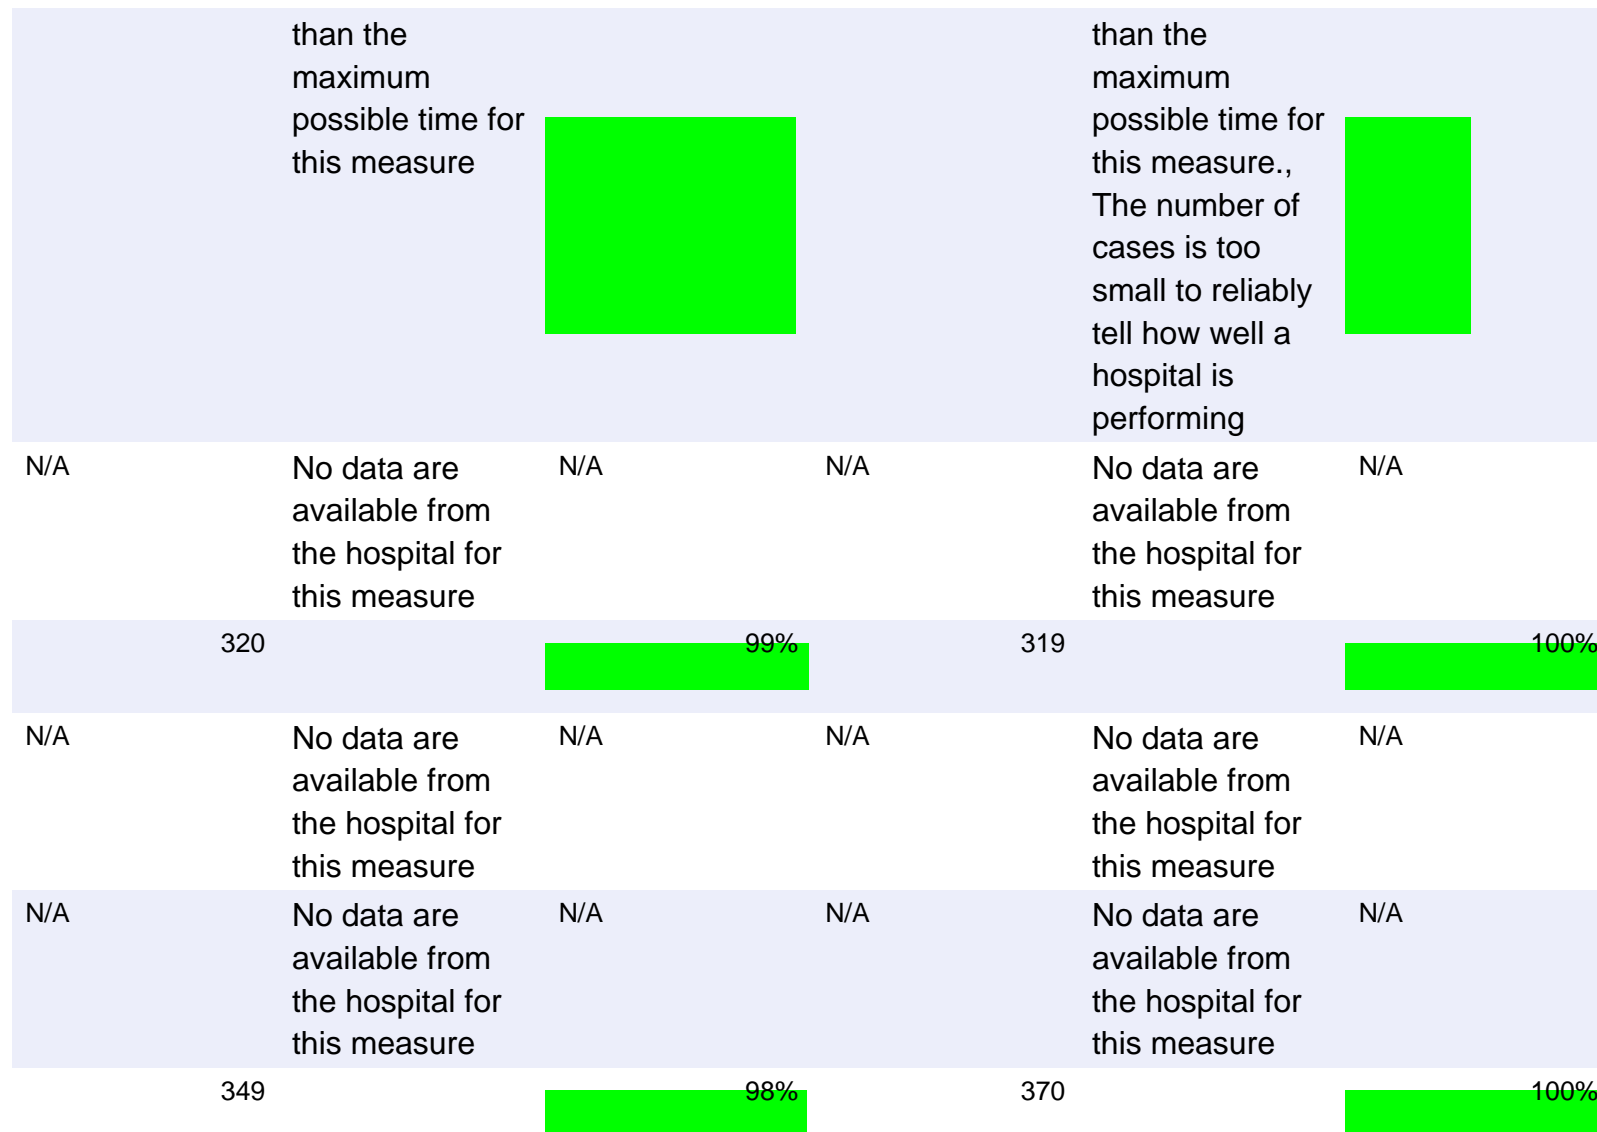 than the
maximum
possible time for
this measure
than the
maximum
possible time for
this measure.,
The number of
cases is too
small to reliably
tell how well a
hospital is
performing
N/A
No data are
available from
the hospital for
this measure
N/A
N/A
No data are
available from
the hospital for
this measure
N/A
320
99%
319
100%
N/A
No data are
available from
the hospital for
this measure
N/A
N/A
No data are
available from
the hospital for
this measure
N/A
N/A
No data are
available from
the hospital for
this measure
N/A
N/A
No data are
available from
the hospital for
this measure
N/A
349
98%
370
100%